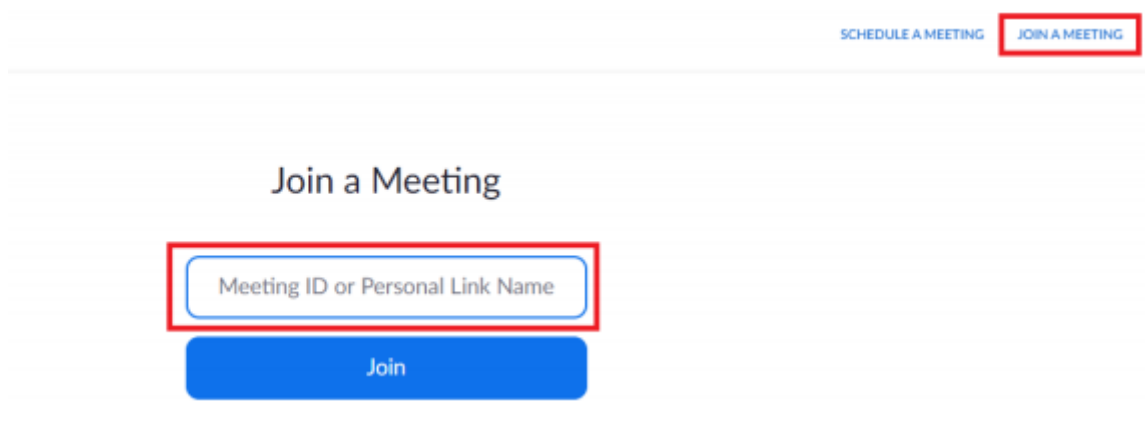 SCHEDULE A MEETING JOIN A MEETING
Join a Meeting
Meeting ID or Personal Link Name
Join